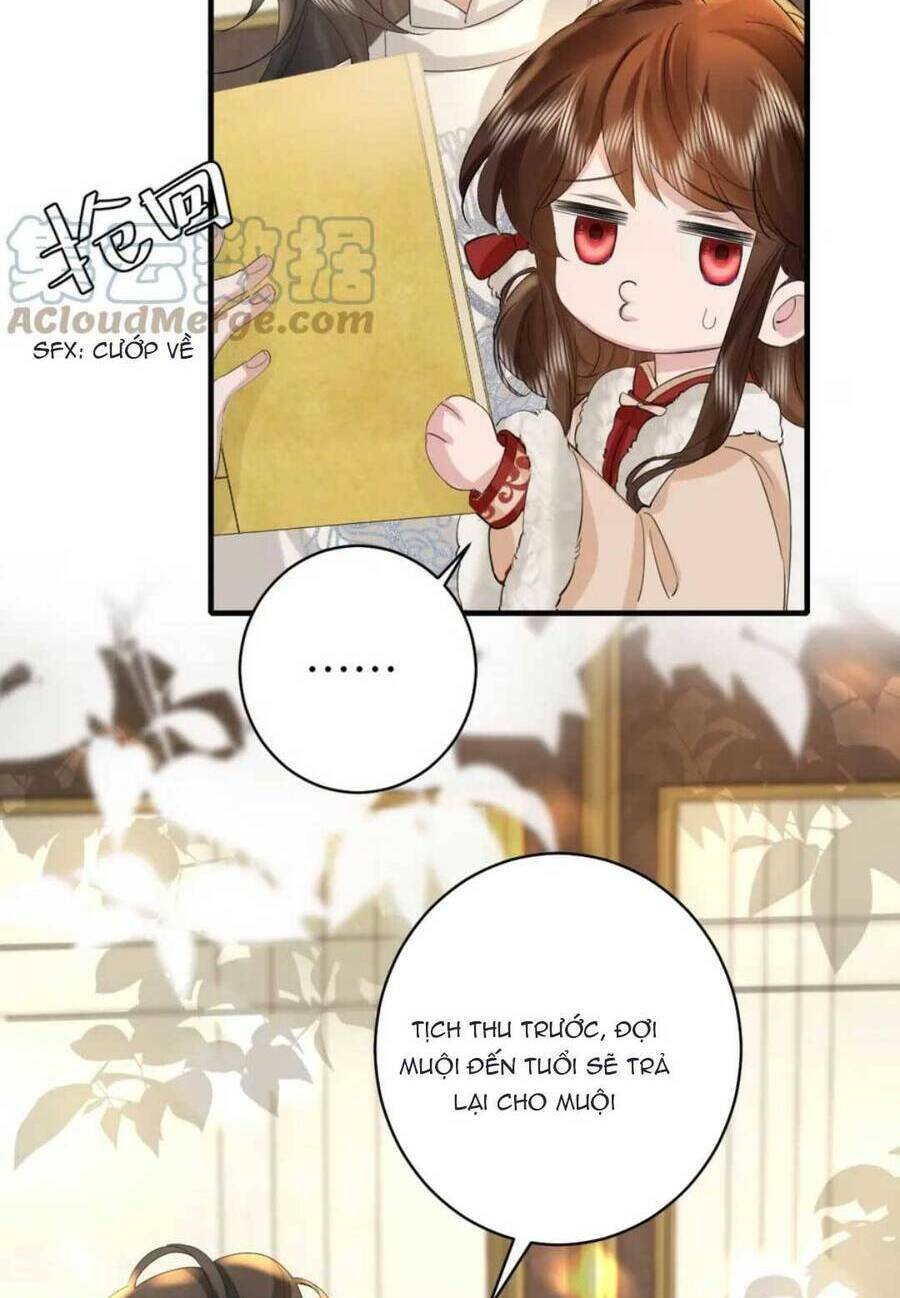 抢回
集云数据
ACloudMerge.com
SFX: CƯỚP VỀ
......
TỊCH THU TRƯỚC, ĐỢI
MUỘI ĐẾN TUỔI SẼ TRẢ
LẠI CHO MUỘI